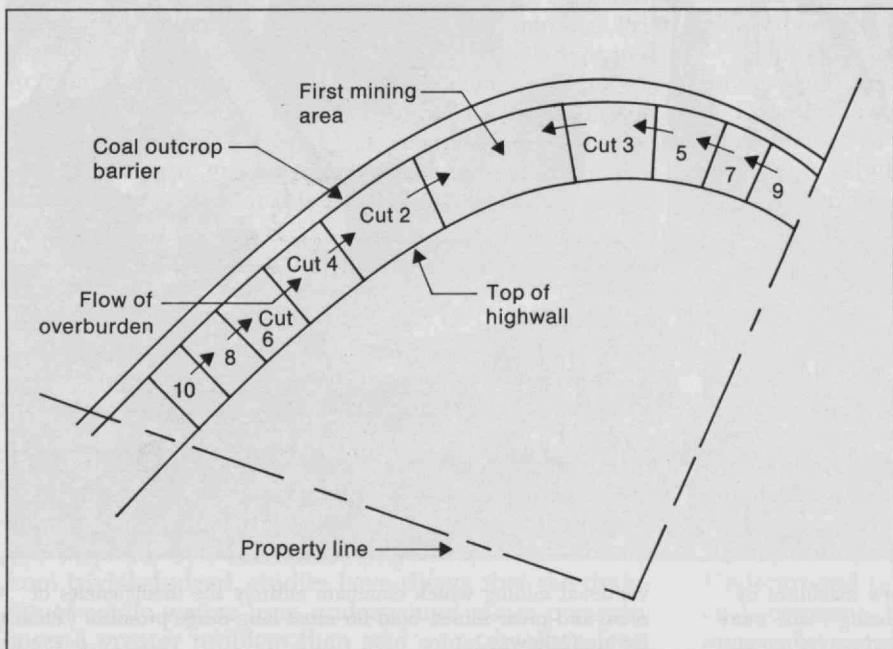 First mining
area
Coal outcrop
barrier
Cut 3
5
7
9
Cut 2
Cut 4
Flow of
overburden
Top of
highwall
Cut
6
8
10
Property line